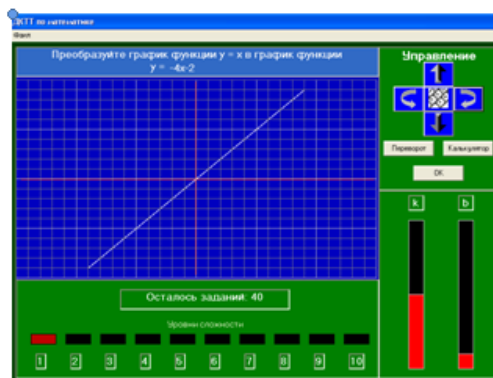 ДКТТ по математике
Файл
Преобразуйте график функции y = x в график функции
y = -4x-2
Управление
Переворот
Калькулятор
OK
k
b
Осталось заданий: 40
Уровни сложности
1 2 3 4 5 6 7 8 9 10